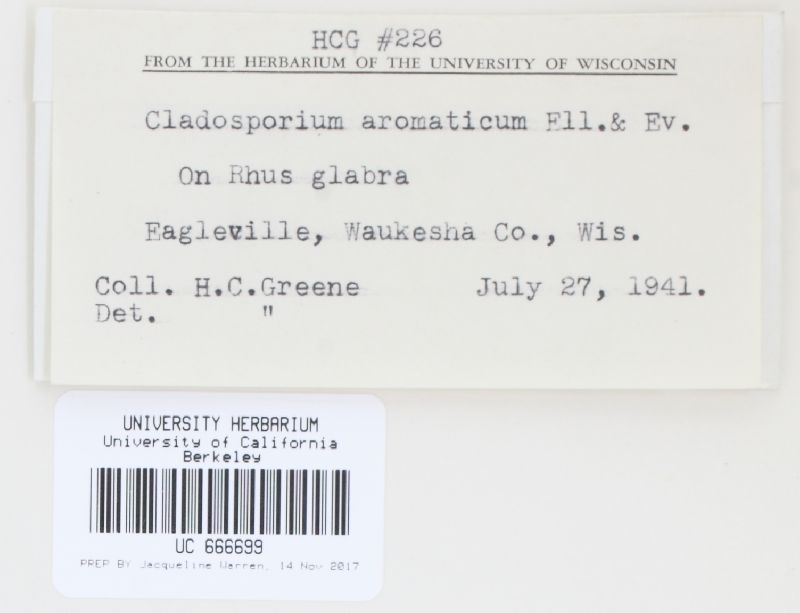 HCG #226
FROM THE HERBARIUM OF THE UNIVERSITY OF WISCONSIN
Cladosporium aromaticum Ell.& Ev.
On Rhus glabra
Eagleville, Waukesha Co., Wis.
Coll. H.C.Greene July 27, 1941.
Det. "
UNIVERSITY HERBARIUM
University of California
Berkeley
UC 666699
PREP BY Jacqueline Warren, 14 Nov 2017